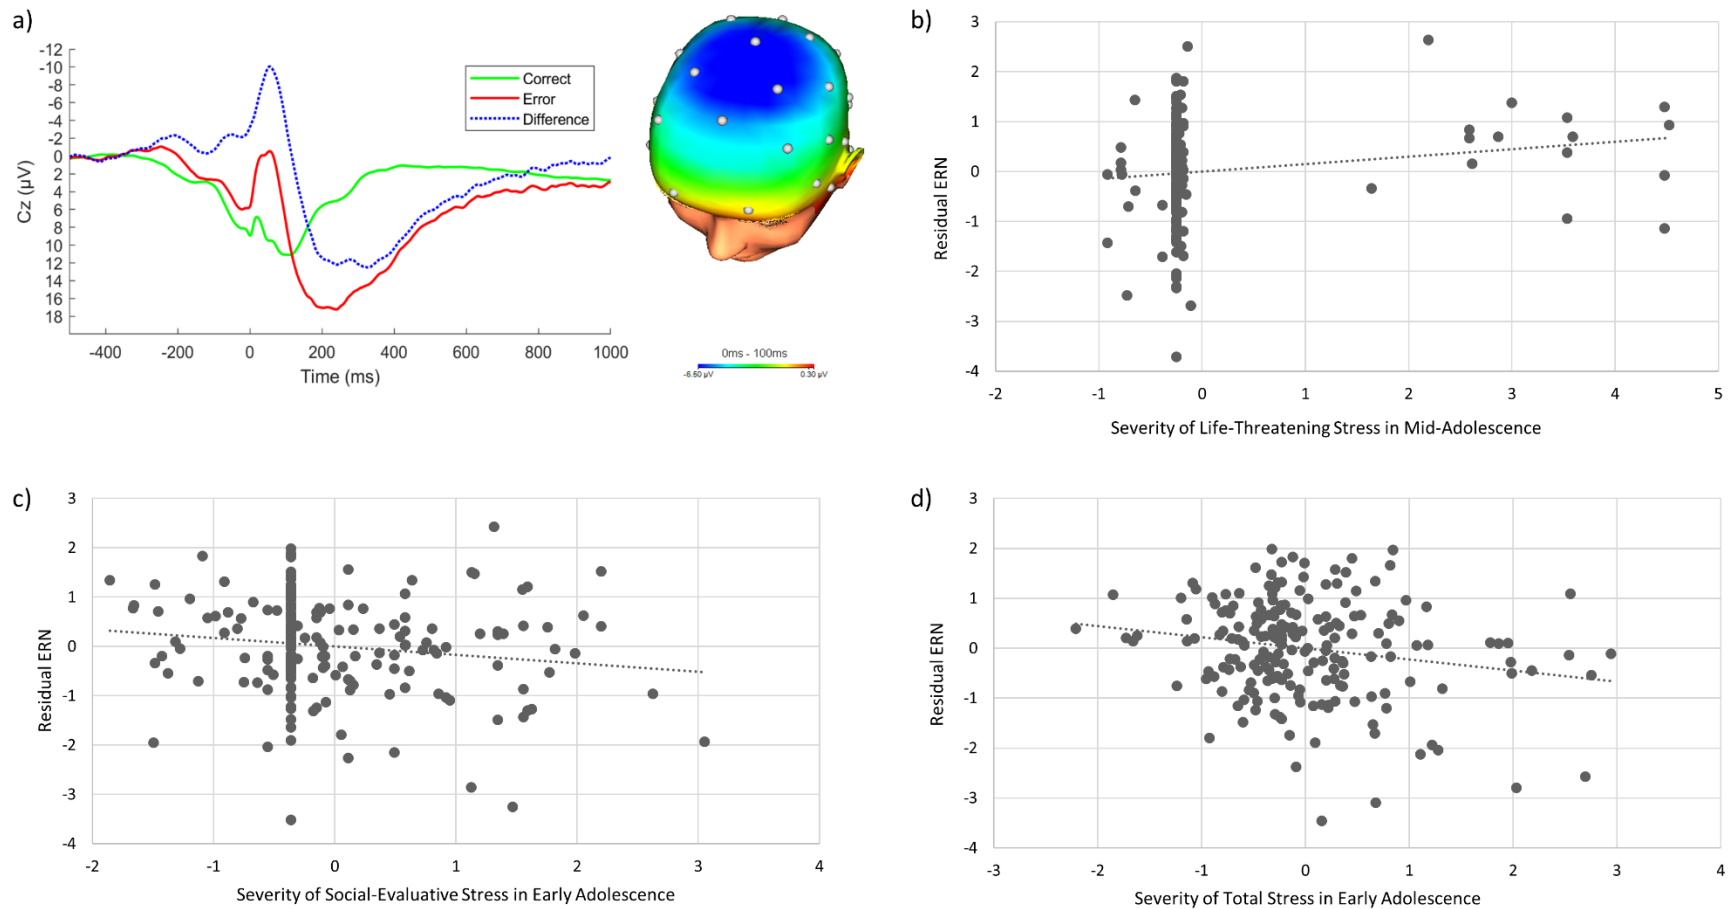 a)
-12
-10
-8
-6
-4
-2
0
2
4
6
8
10
12
14
16
18
Cz (µV)
-400 -200 0 200 400 600 800 1000
Time (ms)
Correct
Error
Difference
0ms - 100ms
-6.50 µV 0.30 µV
b)
3
2
1
0
-1
-2
-3
-4
Residual ERN
-2 -1 0 1 2 3 4 5
Severity of Life-Threatening Stress in Mid-Adolescence
c)
3
2
1
0
-1
-2
-3
-4
Residual ERN
-2 -1 0 1 2 3 4
Severity of Social-Evaluative Stress in Early Adolescence
d)
3
2
1
0
-1
-2
-3
-4
Residual ERN
-3 -2 -1 0 1 2 3 4
Severity of Total Stress in Early Adolescence